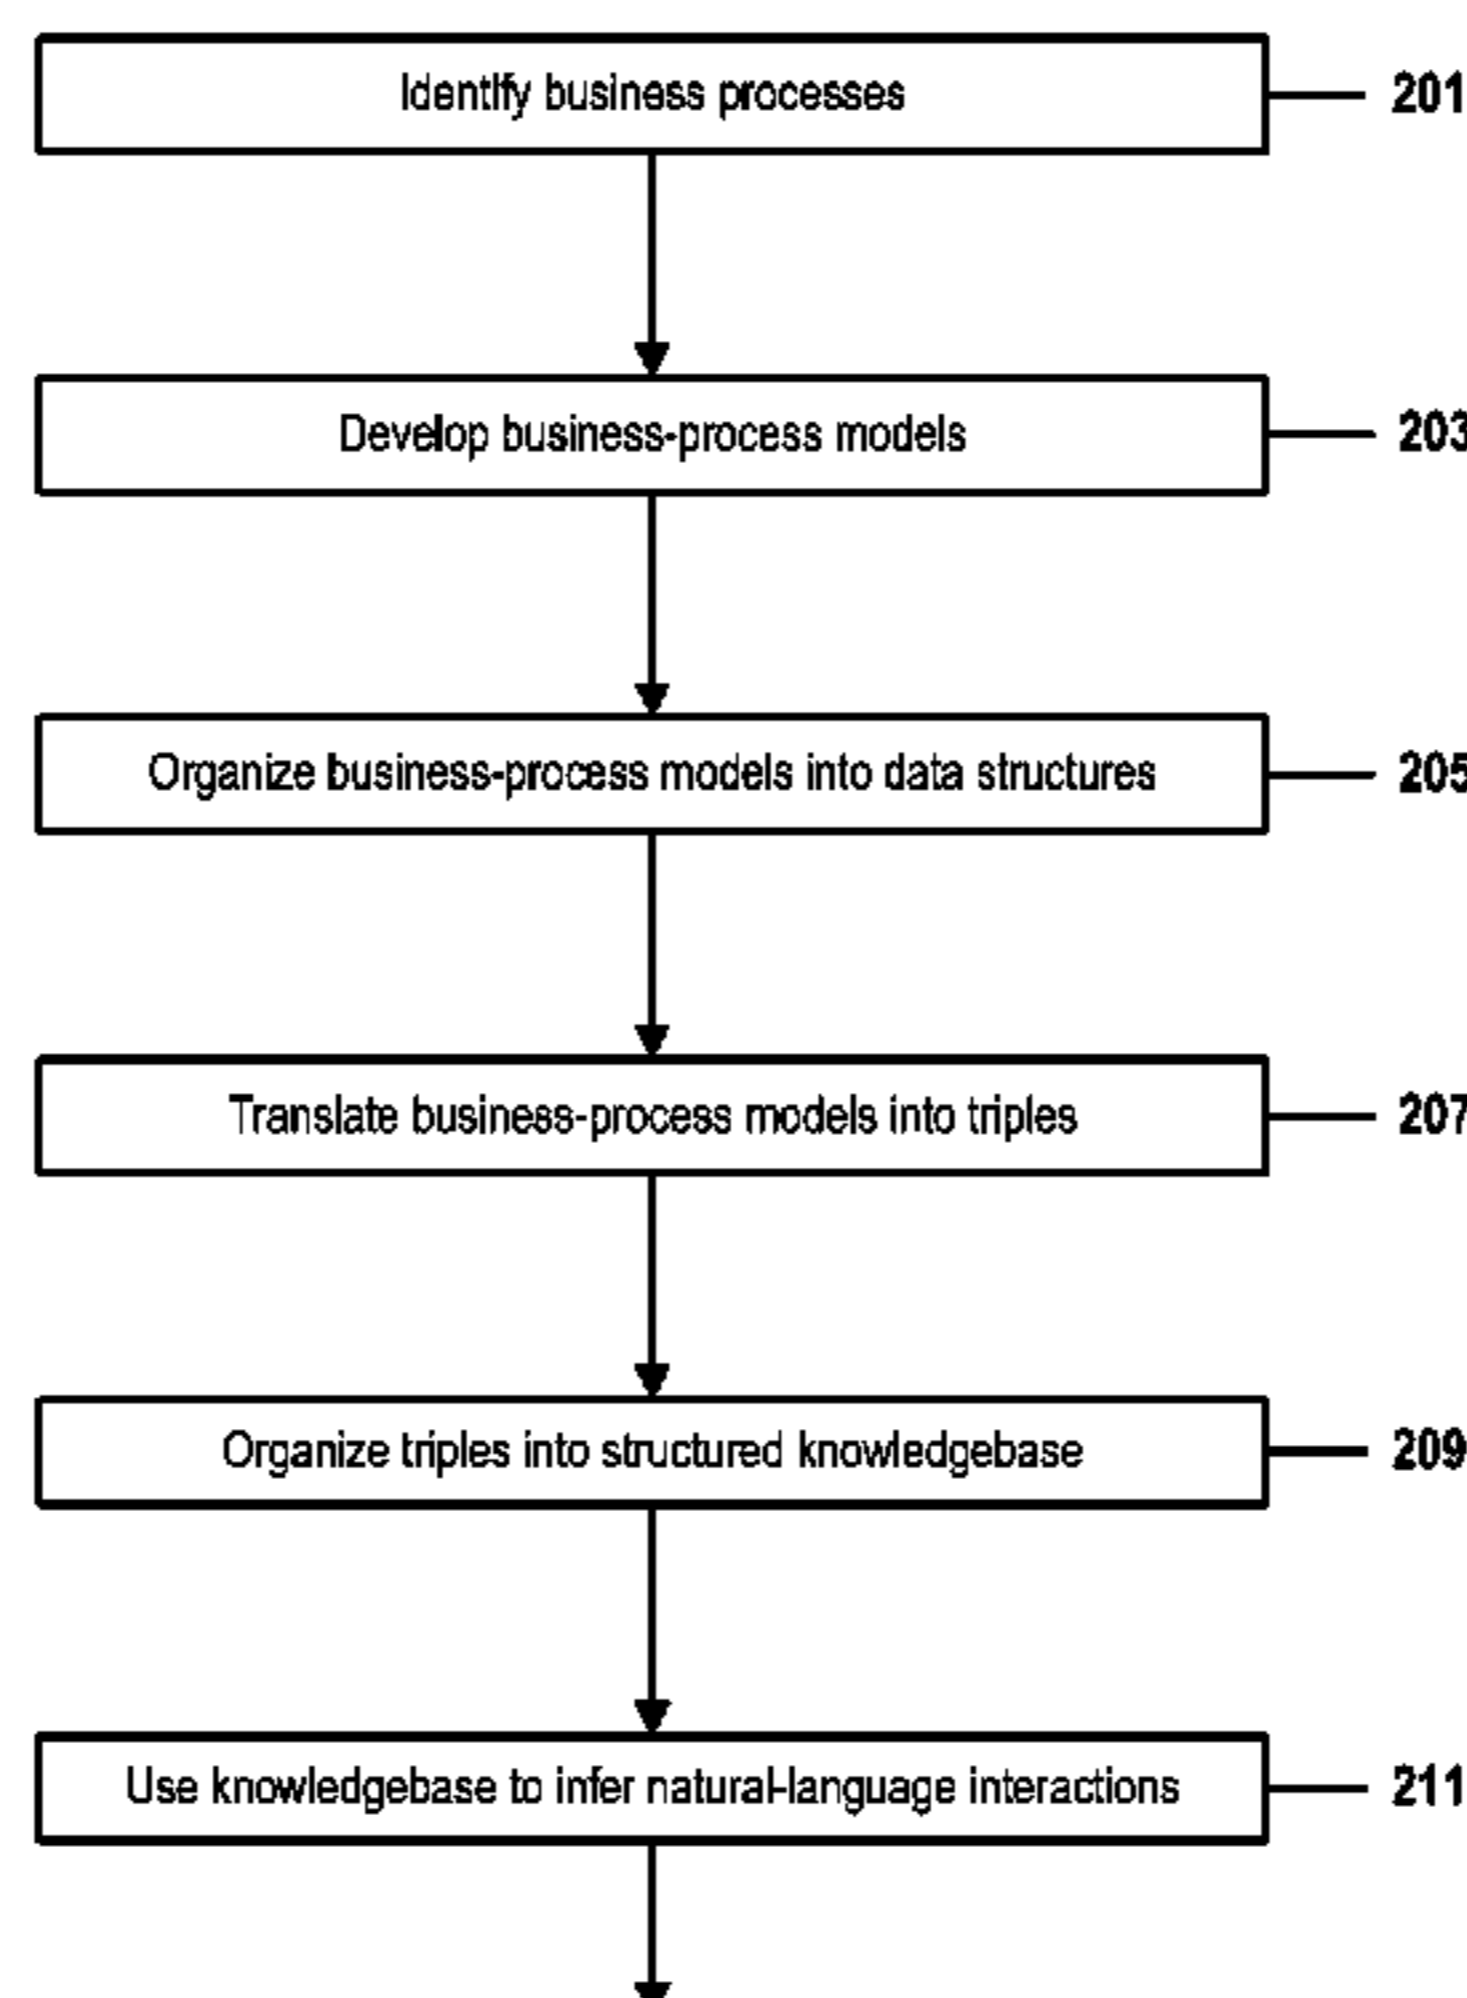 Identify business processes 201
Develop business-process models 203
Organize business-process models into data structures 205
Translate business-process models into triples 207
Organize triples into structured knowledgebase 209
Use knowledgebase to infer natural-language interactions 211